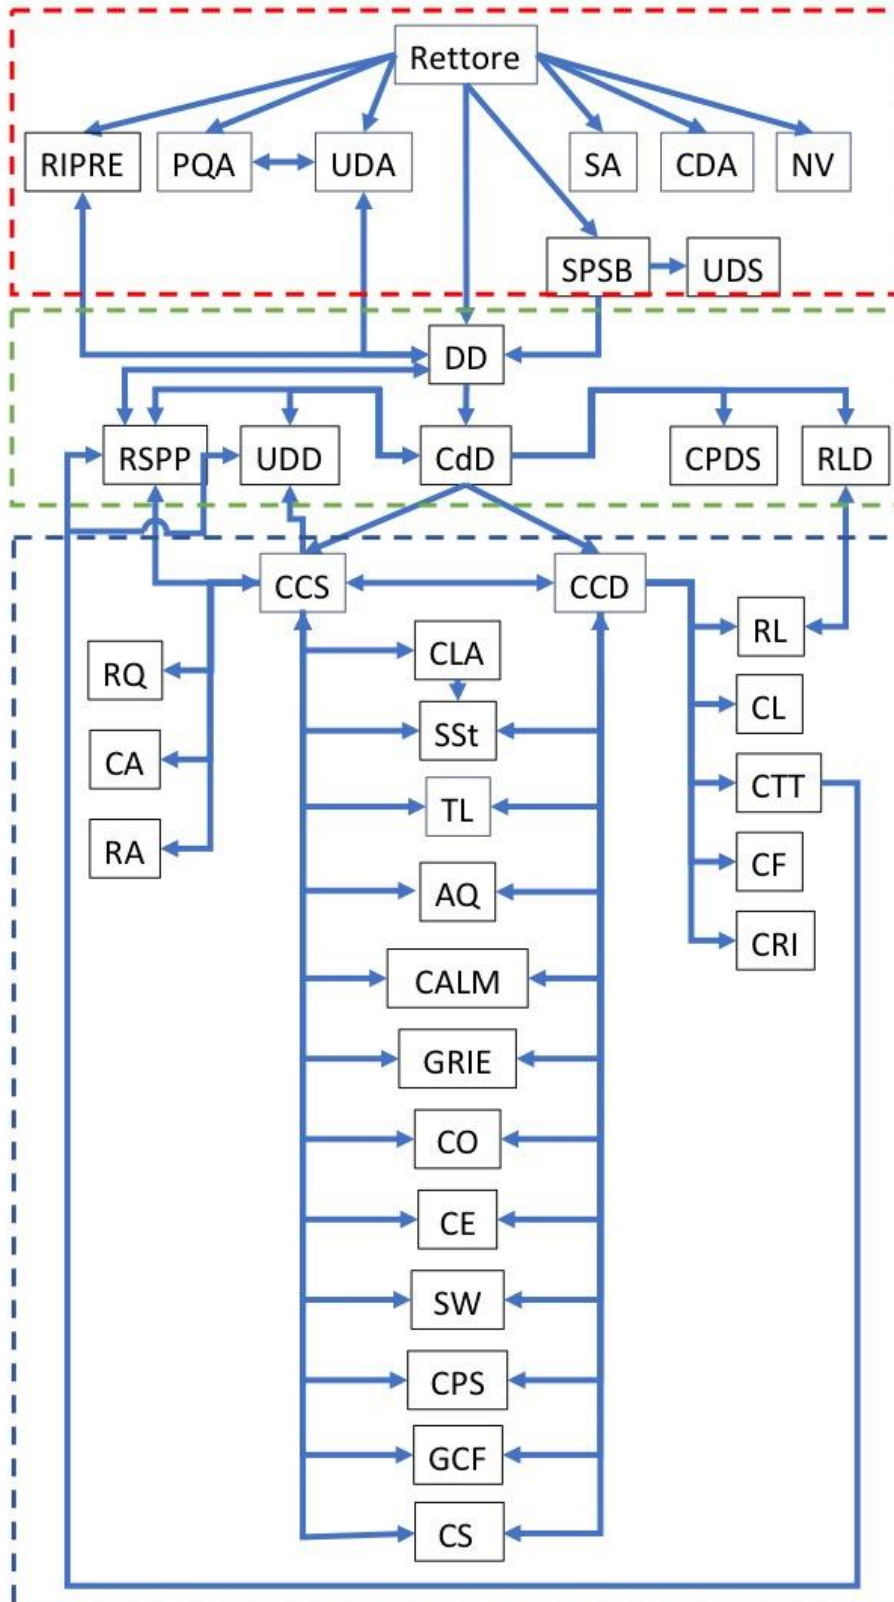 Rettore
RIPRE PQA UDA SA CDA NV
SPSB UDS
DD
RSPP UDD CdD CPDS RLD
CCS CCD
RL
CLA
RQ
CL
SSt
CA
CTT
TL
RA
CF
AQ
CRI
CALM
GRIE
CO
CE
SW
CPS
GCF
CS